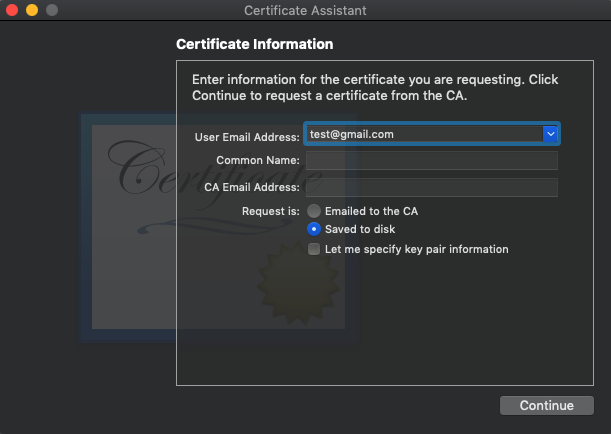 Certificate Assistant
Certificate Information
Enter information for the certificate you are requesting. Click
Continue to request a certificate from the CA.
User Email Address: test@gmail.com
Common Name:
CA Email Address:
Request is: Emailed to the CA
Saved to disk
Let me specify key pair information
Certificate
Continue